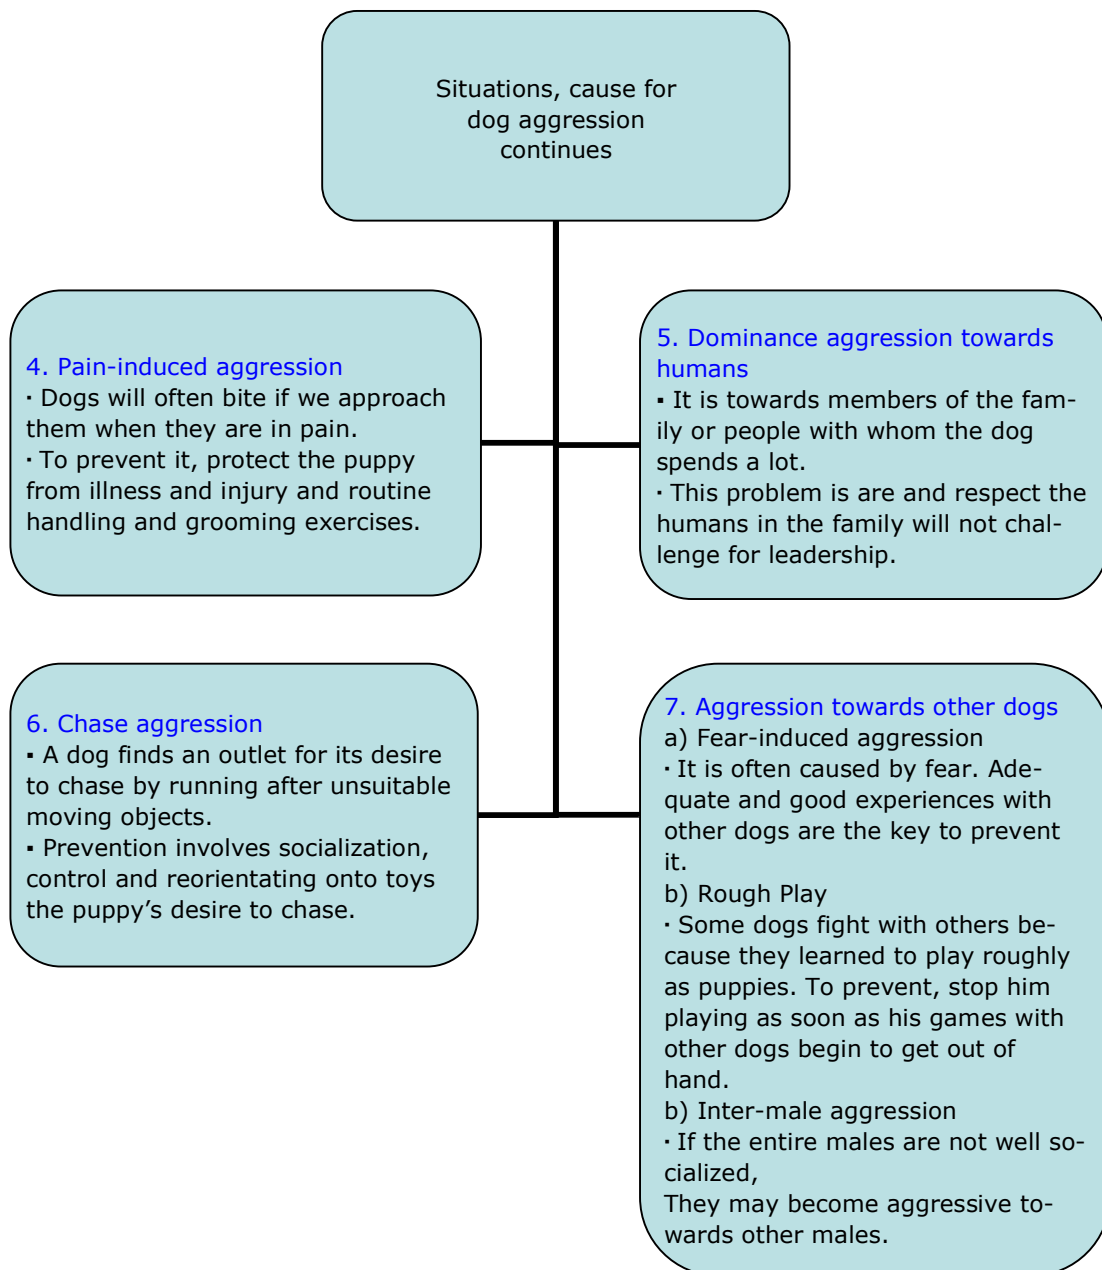 Situations, cause for
dog aggression
continues
4. Pain-induced aggression
· Dogs will often bite if we approach
them when they are in pain.
· To prevent it, protect the puppy
from illness and injury and routine
handling and grooming exercises.
5. Dominance aggression towards
humans
▪ It is towards members of the fam-
ily or people with whom the dog
spends a lot.
· This problem is are and respect the
humans in the family will not chal-
lenge for leadership.
6. Chase aggression
▪ A dog finds an outlet for its desire
to chase by running after unsuitable
moving objects.
▪ Prevention involves socialization,
control and reorientating onto toys
the puppy’s desire to chase.
7. Aggression towards other dogs
a) Fear-induced aggression
· It is often caused by fear. Ade-
quate and good experiences with
other dogs are the key to prevent
it.
b) Rough Play
· Some dogs fight with others be-
cause they learned to play roughly
as puppies. To prevent, stop him
playing as soon as his games with
other dogs begin to get out of
hand.
b) Inter-male aggression
· If the entire males are not well so-
cialized,
They may become aggressive to-
wards other males.